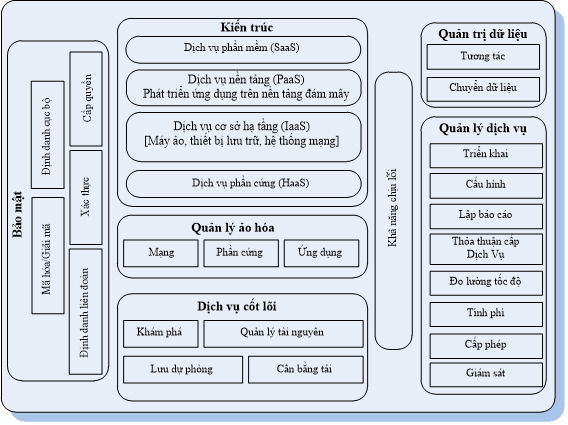 Bảo mật
Định danh cục bộ
Mã hóa/Giải mã
Cấp quyền
Xác thực
Định danh liên đoàn
Kiến trúc
Dịch vụ phần mềm (SaaS)
Dịch vụ nền tảng (PaaS)
Phát triển ứng dụng trên nền tảng đám mây
Dịch vụ cơ sở hạ tầng (IaaS)
[Máy ảo, thiết bị lưu trữ, hệ thống mạng]
Dịch vụ phần cứng (HaaS)
Quản lý ảo hóa
Mạng
Phần cứng
Ứng dụng
Dịch vụ cốt lõi
Khám phá
Quản lý tài nguyên
Lưu dự phòng
Cân bằng tải
Khả năng chịu lỗi
Quản trị dữ liệu
Tương tác
Chuyển dữ liệu
Quản lý dịch vụ
Triển khai
Cấu hình
Lập báo cáo
Thỏa thuận cấp
Dịch Vụ
Đo lường tốc độ
Tính phí
Cấp phép
Giám sát